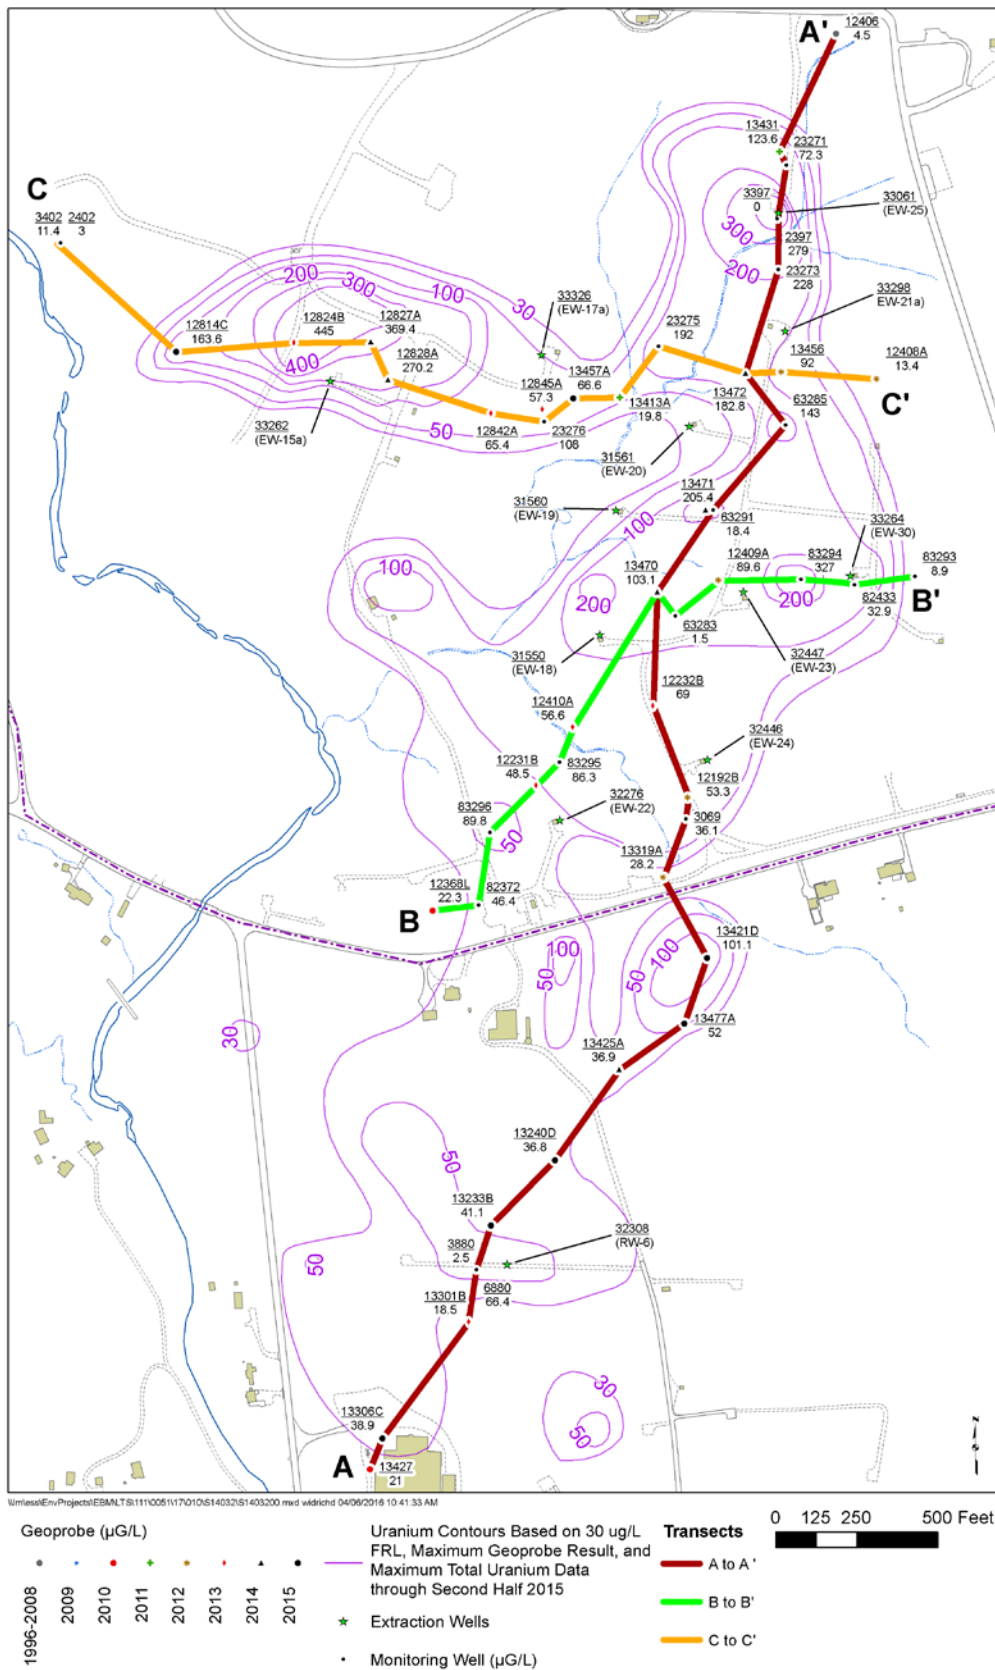 A'
12406
4.5
13431
123.6
23271
72.3
C
3397
0
33061
(EW-25)
3402
11.4
2402
3
300
2397
279
200
23273
228
200
300
100
30
33326
(EW-17a)
33298
EW-21a)
12824B
445
12827A
369.4
23275
192
12814C
163.6
13457A
66.6
13456
92
12408A
13.4
400
12828A
270.2
12845A
57.3
C'
13472
182.8
13413A
19.8
63285
143
33262
(EW-15a)
50
12842A
65.4
23276
108
31561
(EW-20)
13471
205.4
31560
(EW-19)
100
63291
18.4
33264
(EW-30)
12409A
89.6
83294
327
83293
8.9
13470
103.1
100
200
200
B'
82433
32.9
63283
1.5
31550
(EW-18)
32447
(EW-23)
12232B
69
12410A
56.6
32446
(EW-24)
12231B
48.5
83295
86.3
12192B
53.3
83296
89.8
32276
(EW-22)
50
3069
36.1
13319A
28.2
12368L
22.3
82372
46.4
B
13421D
101.1
100
50
50
100
30
13477A
52
13425A
36.9
13240D
36.8
50
13233B
41.1
32308
(RW-6)
3880
2.5
50
6880
66.4
13301B
18.5
30
13306C
38.9
50
A
13427
21
N
Geoprobe (µG/L)
1996-2008
2009
2010
2011
2012
2013
2014
2015
Uranium Contours Based on 30 ug/L
FRL, Maximum Geoprobe Result, and
Maximum Total Uranium Data
through Second Half 2015
Extraction Wells
Monitoring Well (µG/L)
Transects
A to A '
B to B'
C to C'
0 125 250 500 Feet